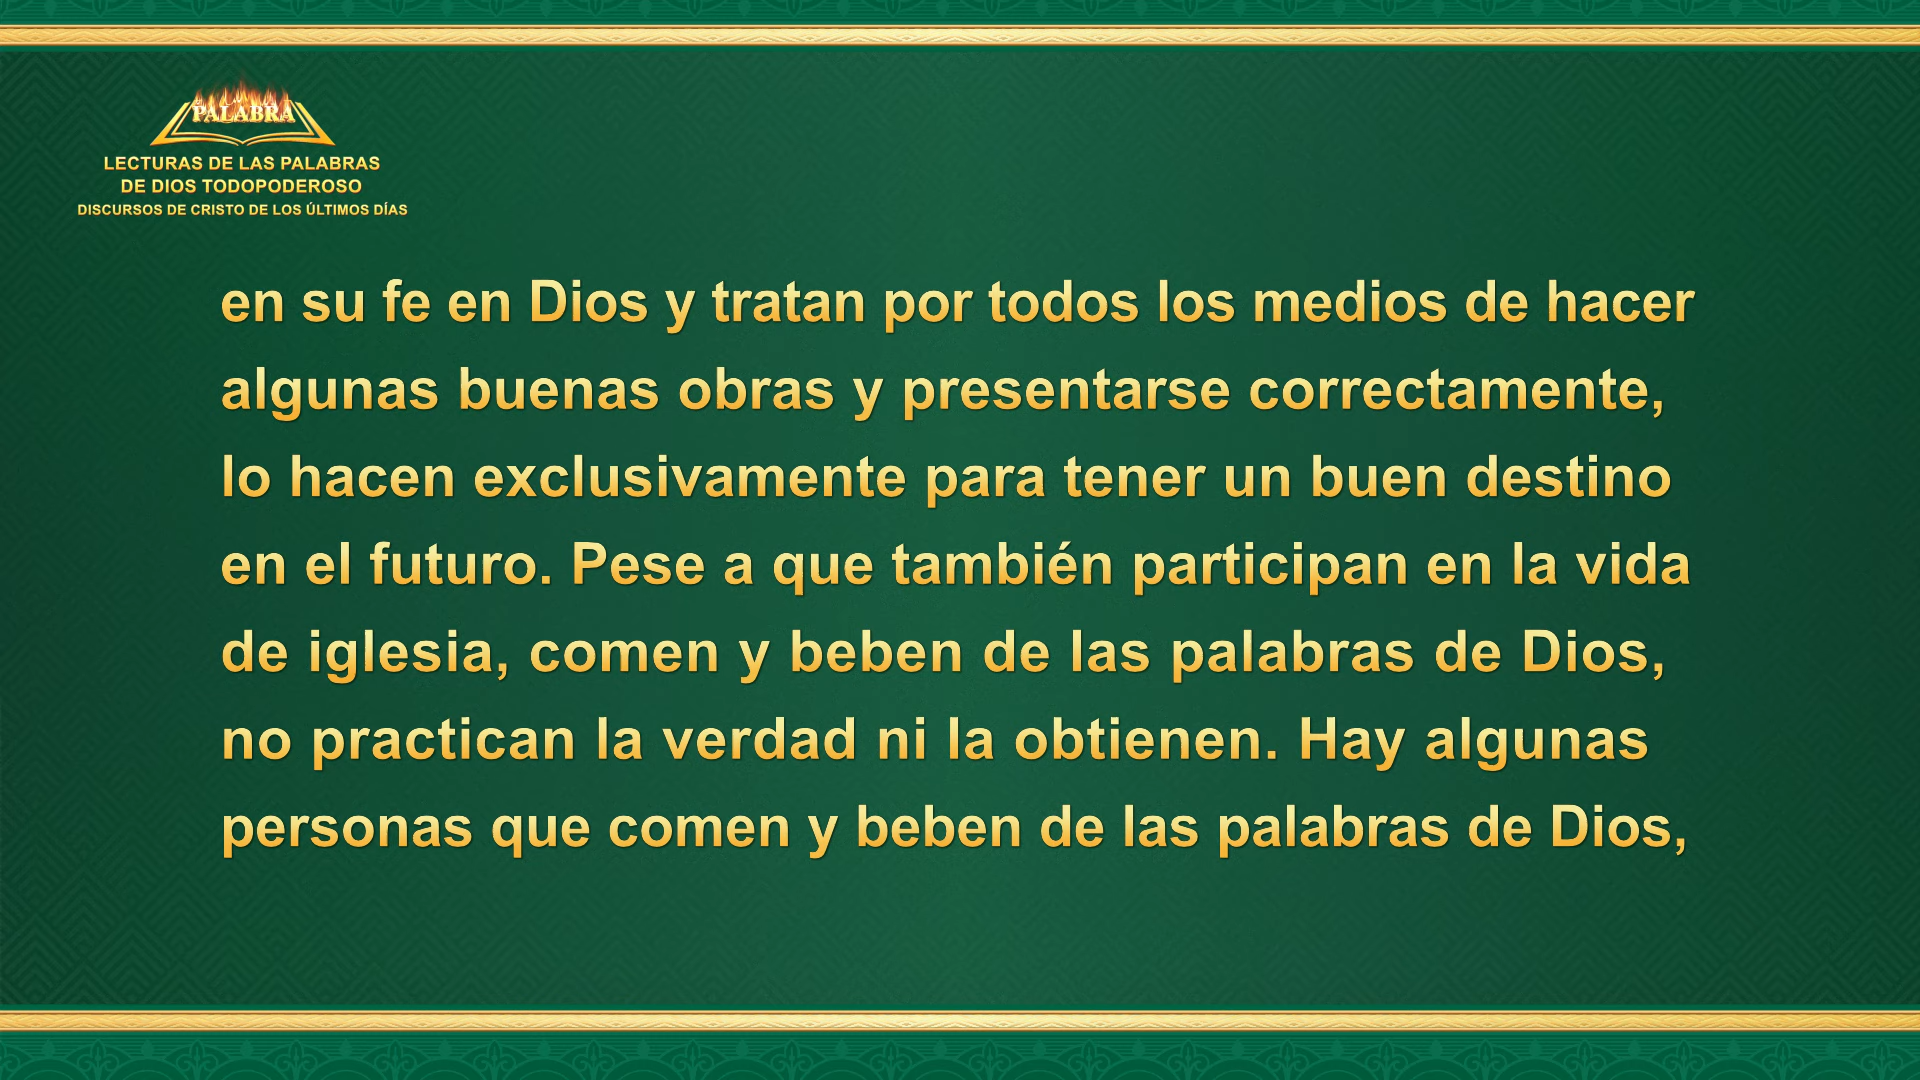 PALABRA
LECTURAS DE LAS PALABRAS
DE DIOS TODOPODEROSO
DISCURSOS DE CRISTO DE LOS ÚLTIMOS DÍAS
en su fe en Dios y tratan por todos los medios de hacer
algunas buenas obras y presentarse correctamente,
lo hacen exclusivamente para tener un buen destino
en el futuro. Pese a que también participan en la vida
de iglesia, comen y beben de las palabras de Dios,
no practican la verdad ni la obtienen. Hay algunas
personas que comen y beben de las palabras de Dios,